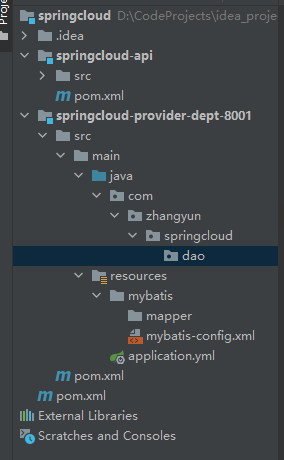 Proje
springcloud D:\CodeProjects\idea_proje
.idea
springcloud-api
src
pom.xml
springcloud-provider-dept-8001
src
main
java
com
zhangyun
springcloud
dao
resources
mybatis
mapper
mybatis-config.xml
application.yml
pom.xml
pom.xml
External Libraries
Scratches and Consoles